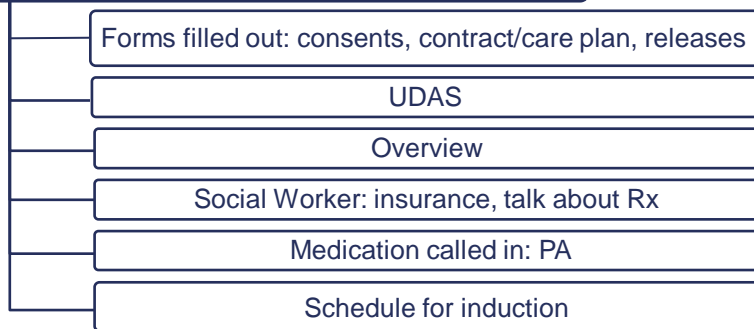 Forms filled out: consents, contract/care plan, releases
UDAS
Overview
Social Worker: insurance, talk about Rx
Medication called in: PA
Schedule for induction